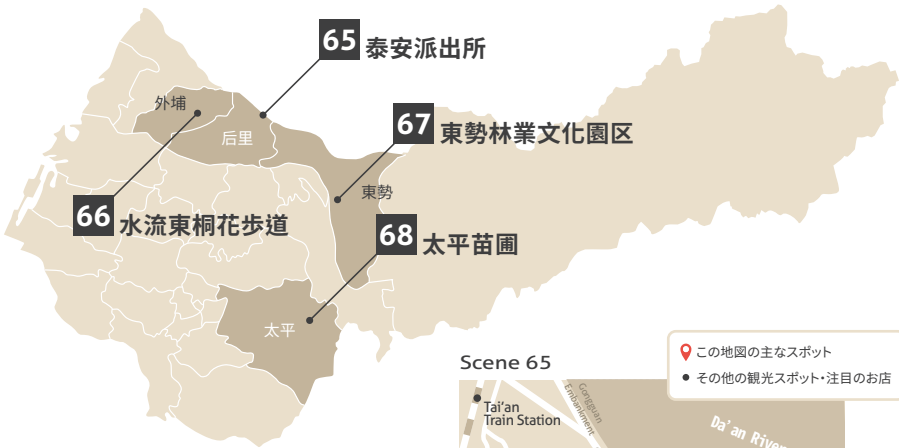 65 泰安派出所
外埔
后里
67 東勢林業文化園区
東勢
66 水流東桐花歩道
68 太平苗圃
太平
Scene 65
この地図の主なスポット
その他の観光スポット・注目のお店
Tai'an
Train Station
Gongguan
Embankment
Da'an River